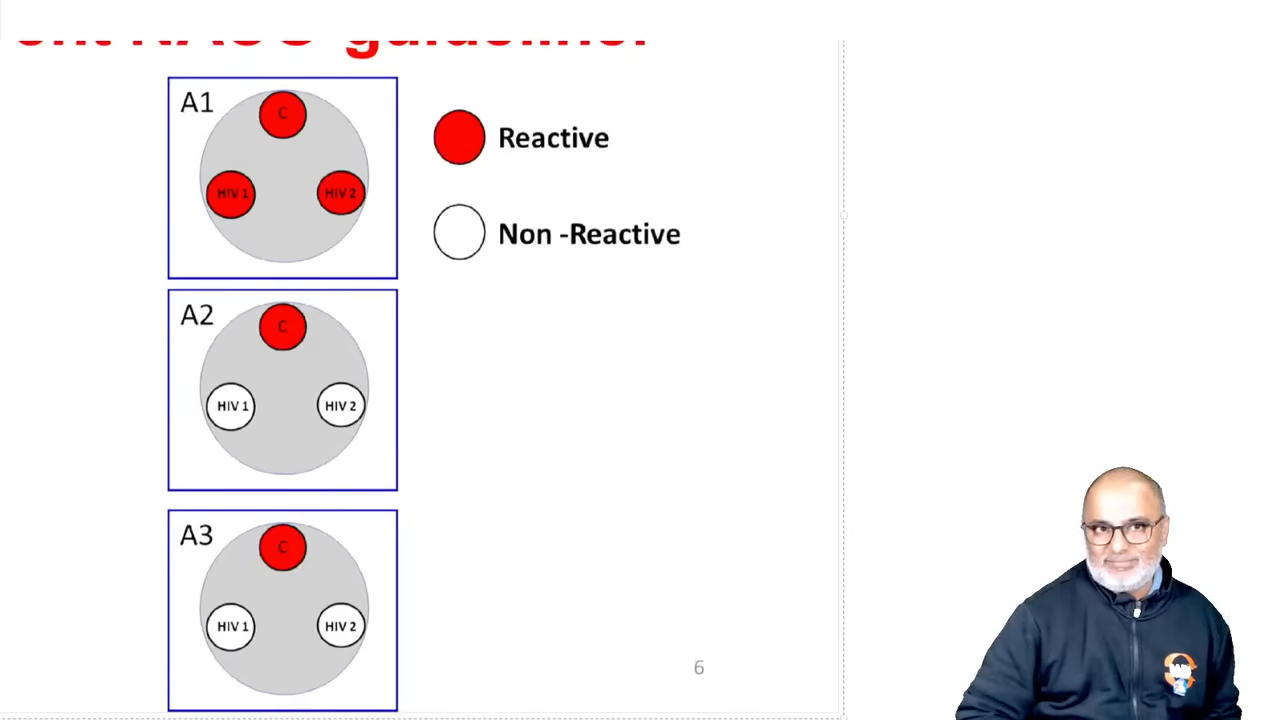 A1
C
HIV 1
HIV 2
Reactive
Non -Reactive
A2
C
HIV 1
HIV 2
A3
C
HIV 1
HIV 2
6